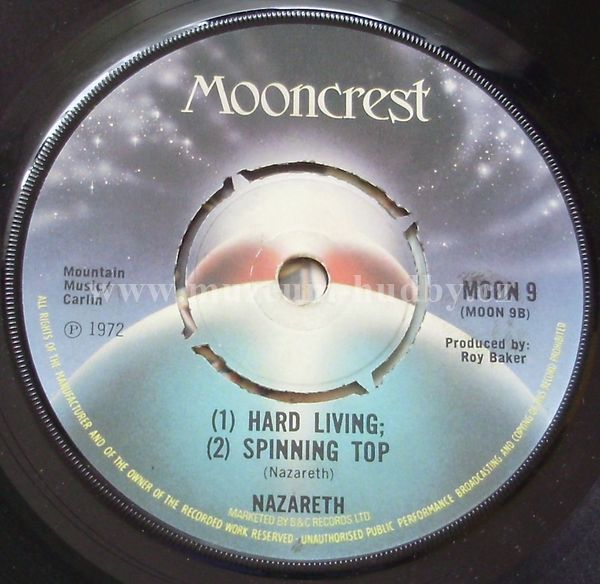 Mooncrest
Mountain
Music/
Carlin
℗ 1972
MOON 9
(MOON 9B)
Produced by:
Roy Baker
(1) HARD LIVING;
(2) SPINNING TOP
(Nazareth)
NAZARETH
MARKETED BY B&C RECORDS LTD.
ALL RIGHTS OF THE MANUFACTURER AND OF THE OWNER OF THE RECORDED WORK RESERVED - UNAUTHORISED PUBLIC PERFORMANCE BROADCASTING AND COPYING OF THIS RECORD PROHIBITED